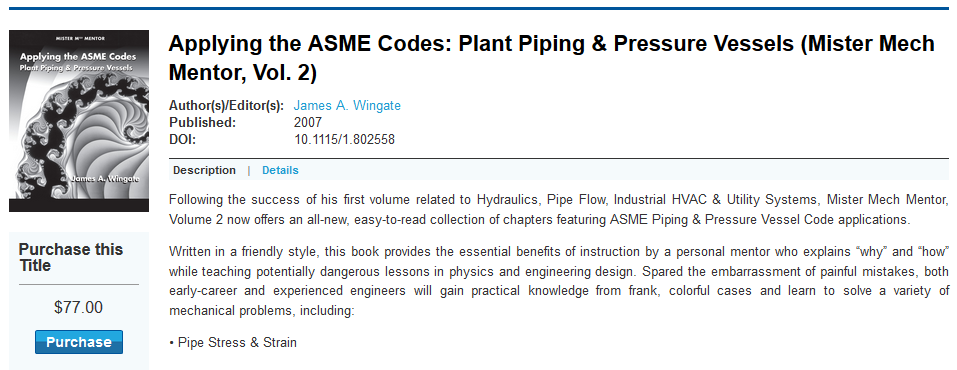 MISTER MECH MENTOR
Applying the ASME Codes
Plant Piping & Pressure Vessels
James A. Wingate
Purchase this
Title
$77.00
Purchase
Applying the ASME Codes: Plant Piping & Pressure Vessels (Mister Mech
Mentor, Vol. 2)
Author(s)/Editor(s): James A. Wingate
Published: 2007
DOI: 10.1115/1.802558
Description | Details
Following the success of his first volume related to Hydraulics, Pipe Flow, Industrial HVAC & Utility Systems, Mister Mech Mentor,
Volume 2 now offers an all-new, easy-to-read collection of chapters featuring ASME Piping & Pressure Vessel Code applications.
Written in a friendly style, this book provides the essential benefits of instruction by a personal mentor who explains “why” and “how”
while teaching potentially dangerous lessons in physics and engineering design. Spared the embarrassment of painful mistakes, both
early-career and experienced engineers will gain practical knowledge from frank, colorful cases and learn to solve a variety of
mechanical problems, including:
• Pipe Stress & Strain